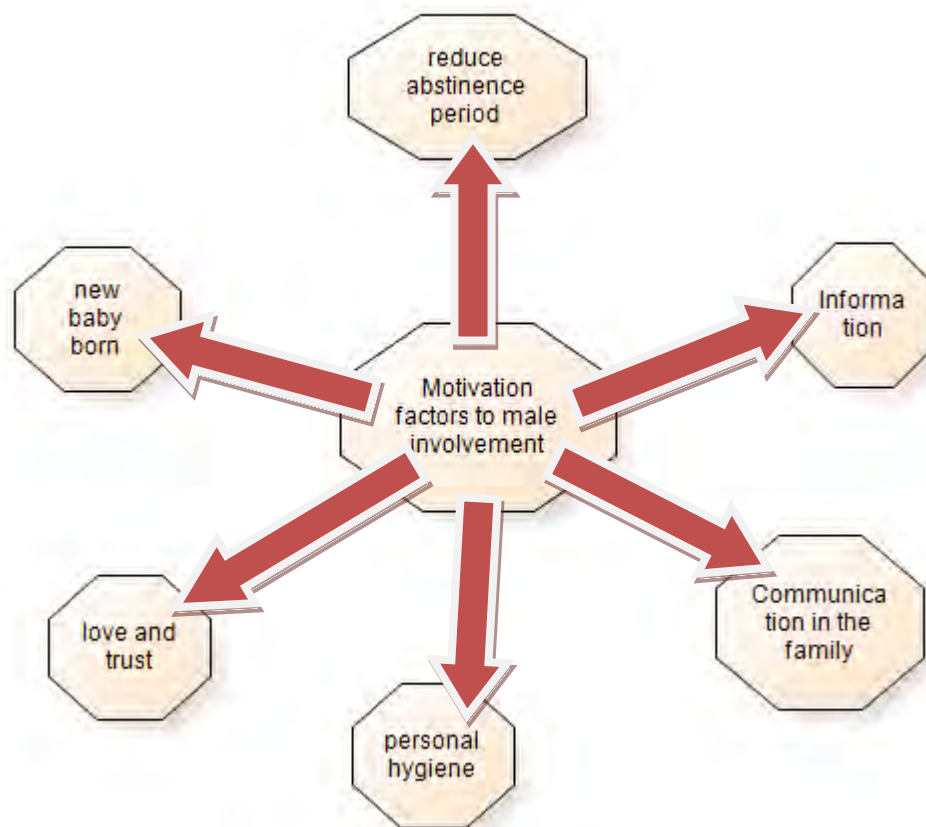 reduce
abstinence
period
new
baby
born
Informa
tion
Motivation
factors to male
involvement
love and
trust
Communica
tion in the
family
personal
hygiene